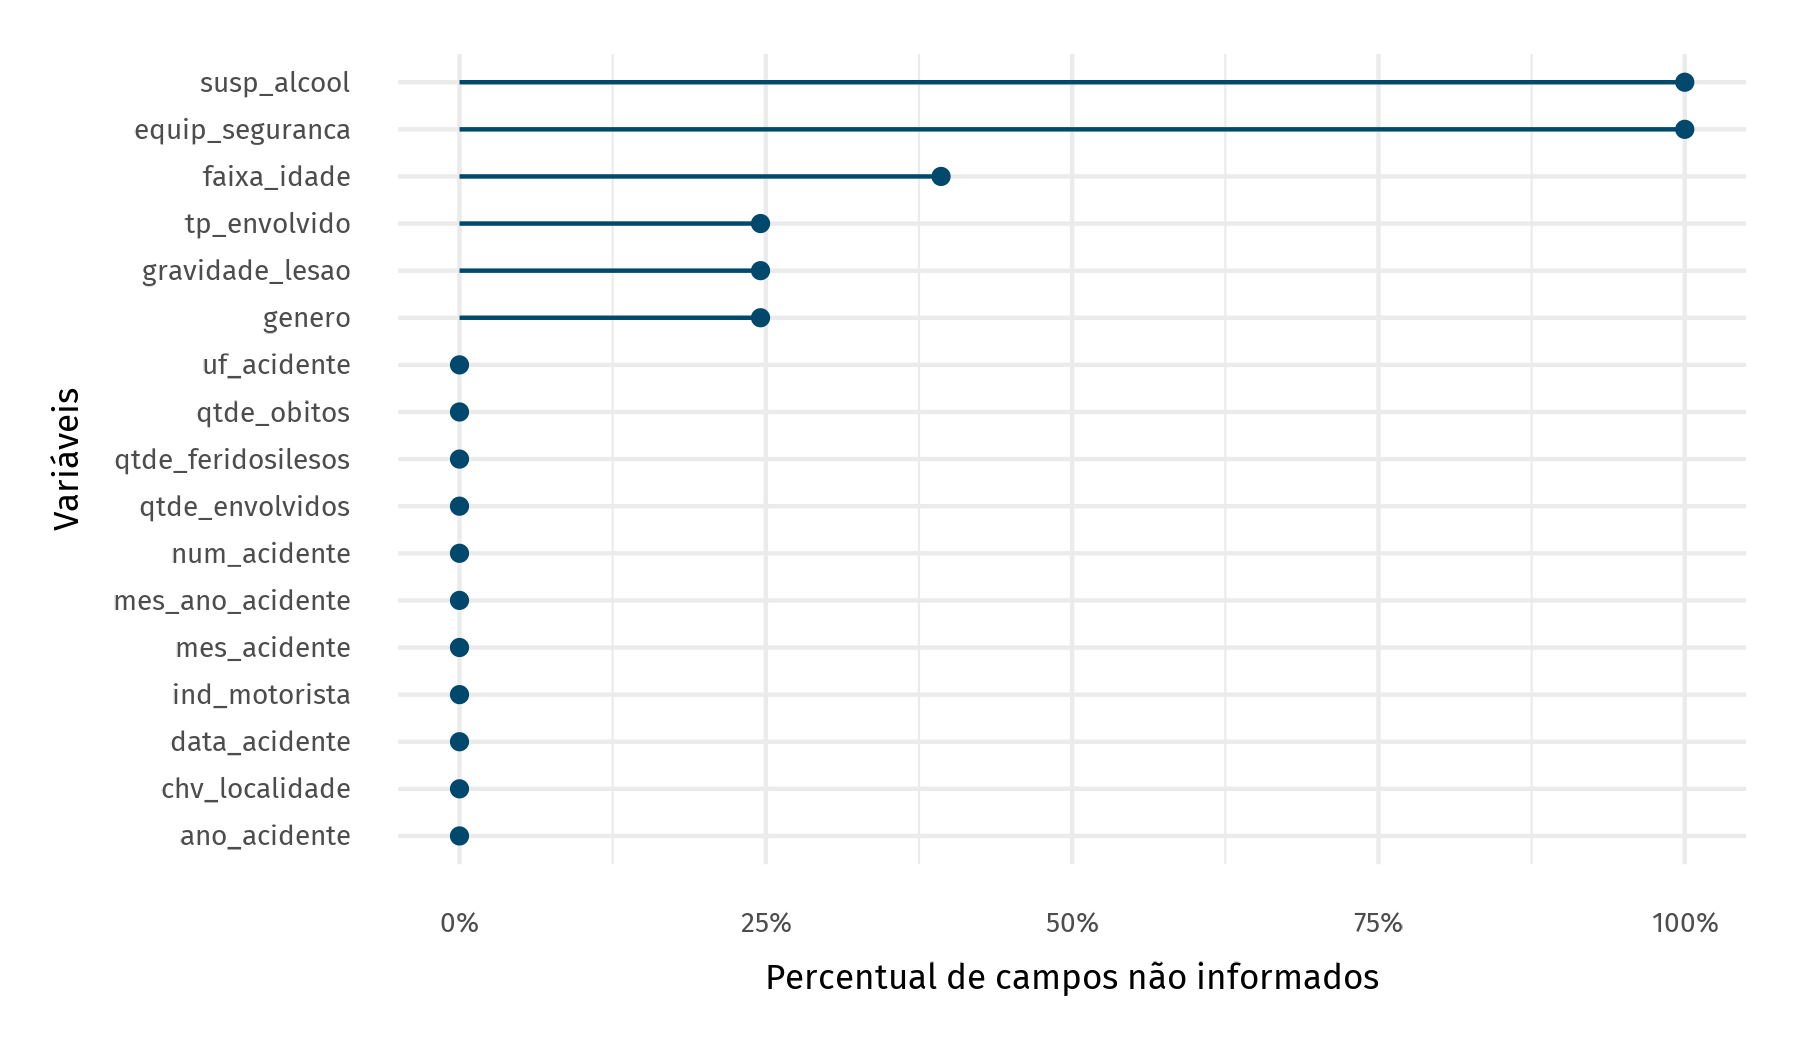 susp_alcool
equip_seguranca
faixa_idade
tp_envolvido
gravidade_lesao
genero
uf_acidente
qtde_obitos
qtde_feridosilesos
qtde_envolvidos
num_acidente
mes_ano_acidente
mes_acidente
ind_motorista
data_acidente
chv_localidade
ano_acidente
Variáveis
0% 25% 50% 75% 100%
Percentual de campos não informados